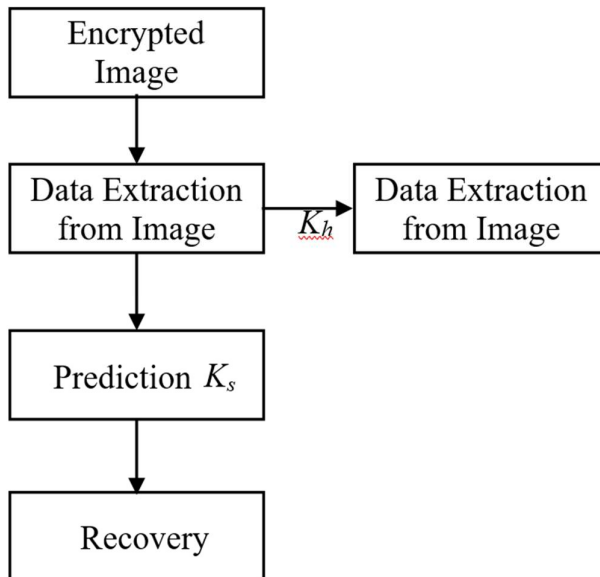 Encrypted
Image
Data Extraction
from Image
Kh
Data Extraction
from Image
Prediction Ks
Recovery